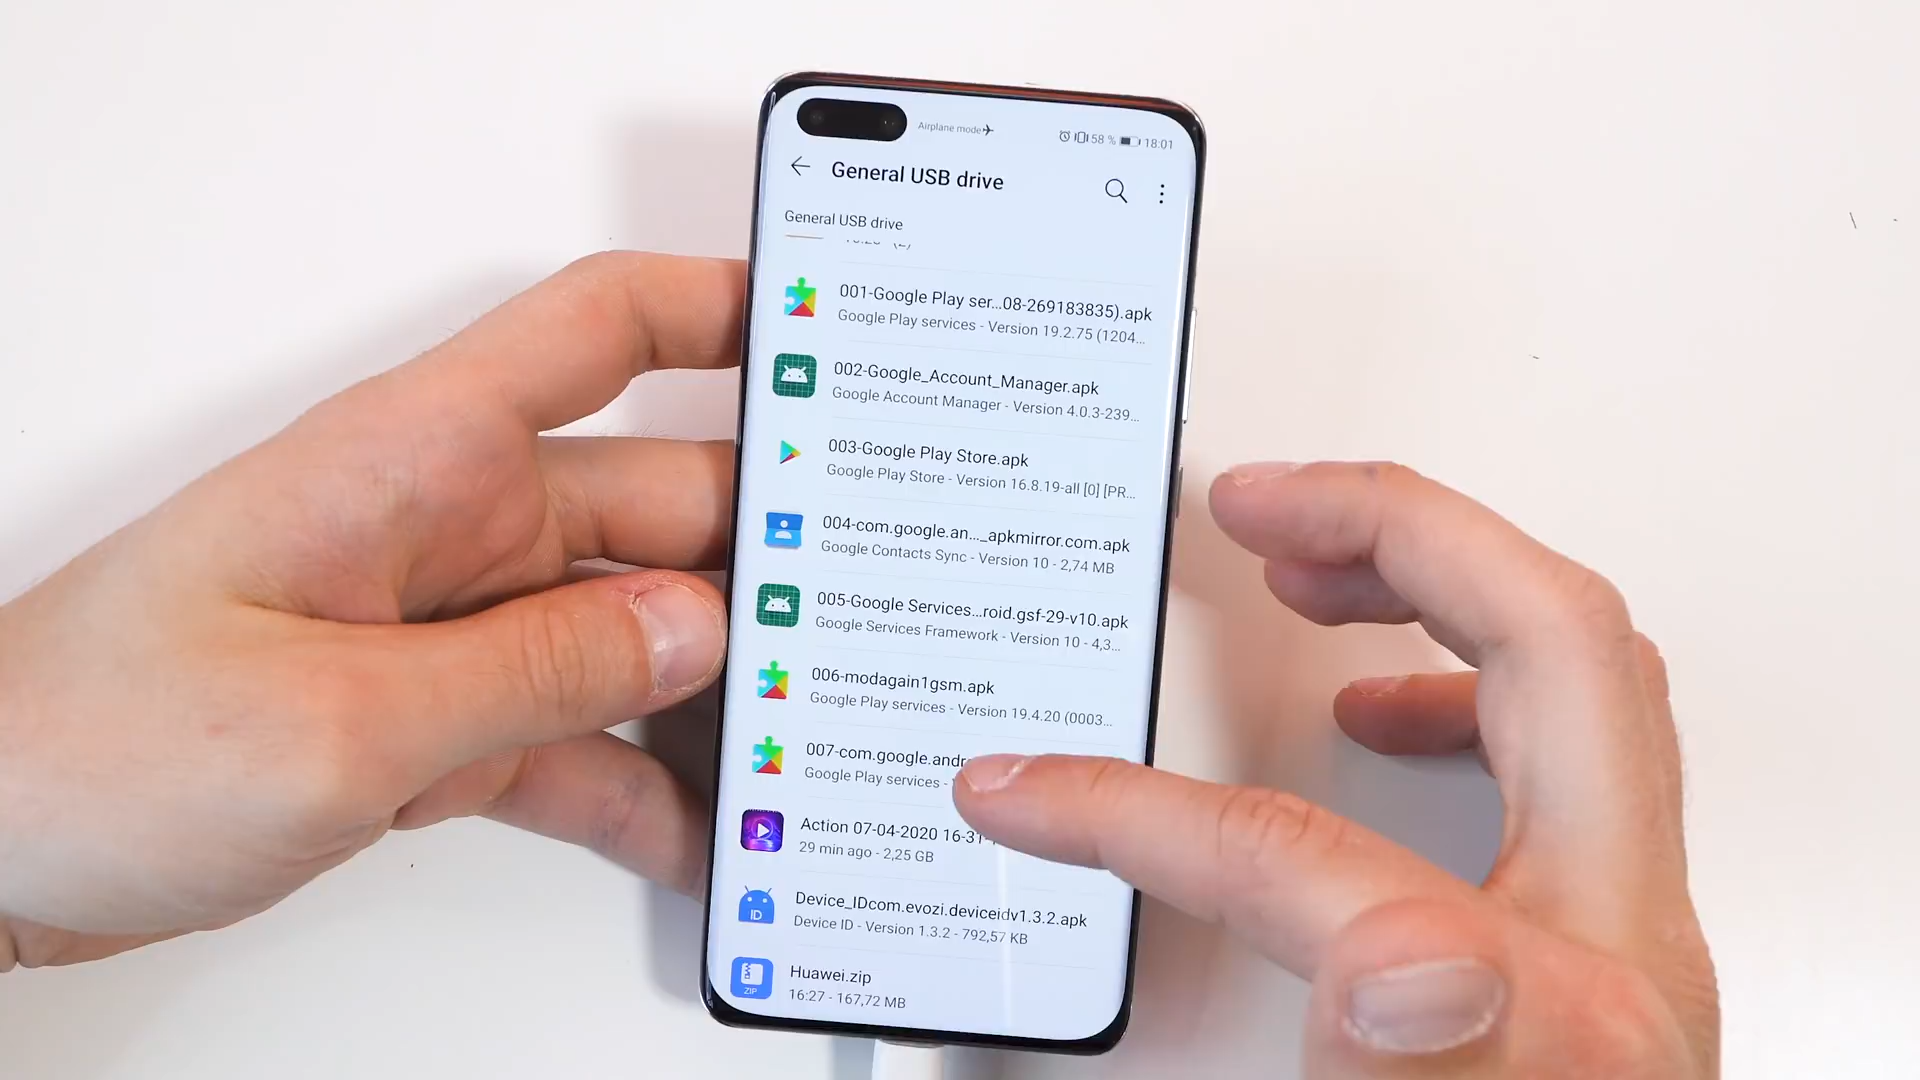 Airplane mode
58 %
18:01
General USB drive
General USB drive
001-Google Play ser...08-269183835).apk
Google Play services - Version 19.2.75 (1204...
002-Google_Account_Manager.apk
Google Account Manager - Version 4.0.3-239...
003-Google Play Store.apk
Google Play Store - Version 16.8.19-all [0] [PR...
004-com.google.an..._apkmirror.com.apk
Google Contacts Sync - Version 10 - 2,74 MB
005-Google Services...roid.gsf-29-v10.apk
Google Services Framework - Version 10 - 4,3...
006-modagain1gsm.apk
Google Play services - Version 19.4.20 (0003...
007-com.google.andr
Google Play services -
Action 07-04-2020 16-31-
29 min ago - 2,25 GB
ID
Device_IDcom.evozi.deviceidv1.3.2.apk
Device ID - Version 1.3.2 - 792,57 KB
ZIP
Huawei.zip
16:27 - 167,72 MB